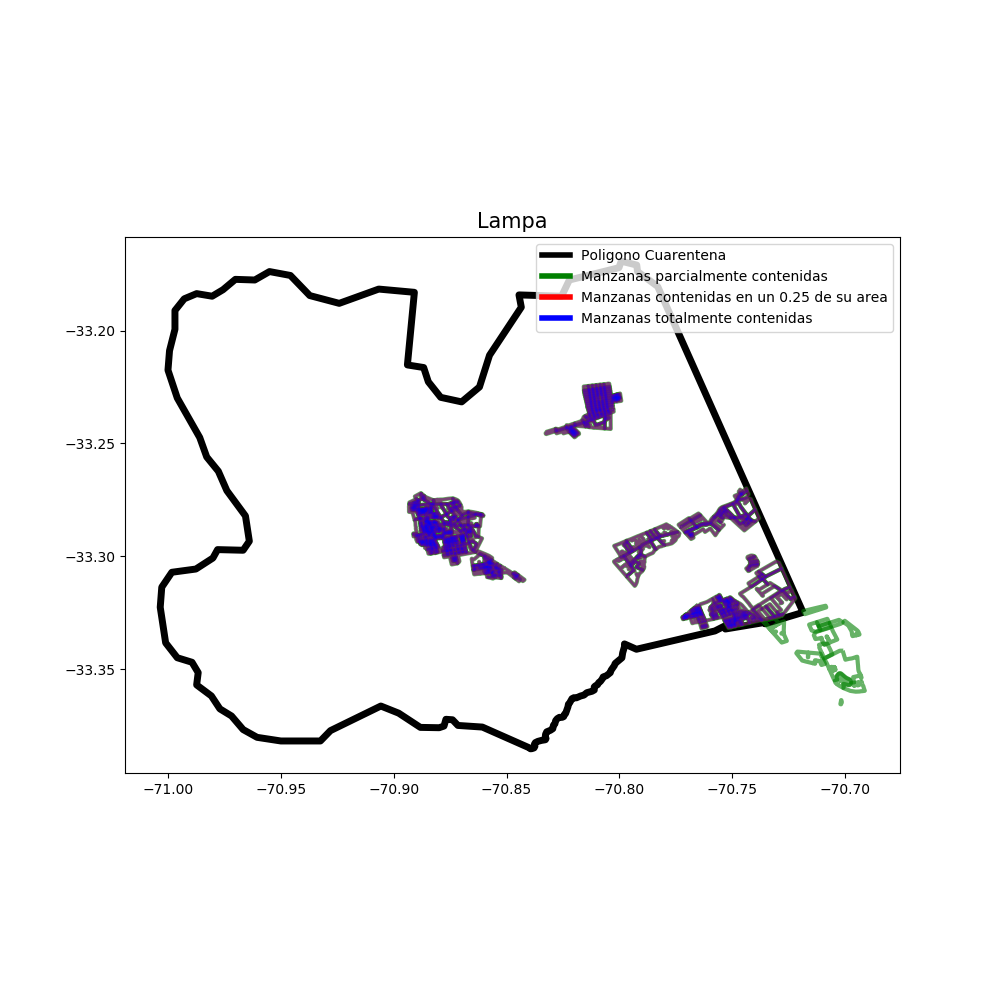 Lampa
Poligono Cuarentena
Manzanas parcialmente contenidas
Manzanas contenidas en un 0.25 de su area
Manzanas totalmente contenidas
−33.20
−33.25
−33.30
−33.35
−71.00 −70.95 −70.90 −70.85 −70.80 −70.75 −70.70